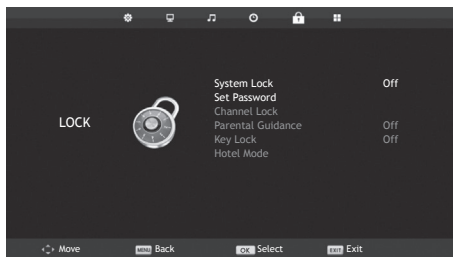 System Lock Off
Set Password
Channel Lock
LOCK
Parental Guidance Off
Key Lock Off
Hotel Mode
Move MENU Back OK Select EXIT Exit